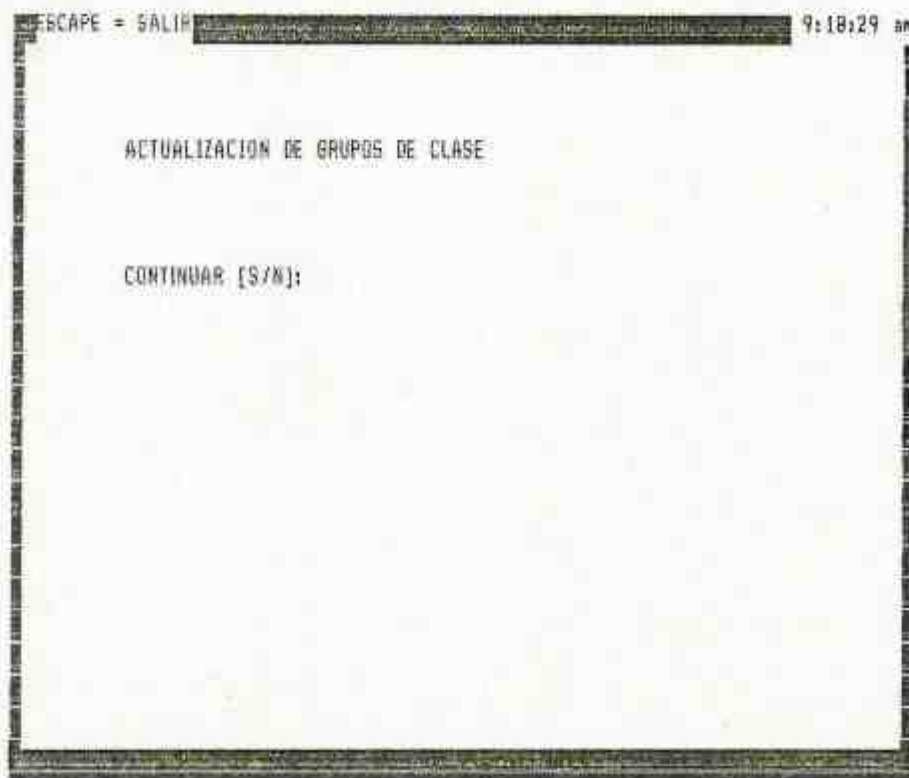 ESCAPE = SALIR 9:18:29 am
ACTUALIZACION DE GRUPOS DE CLASE
CONTINUAR [S/N]: